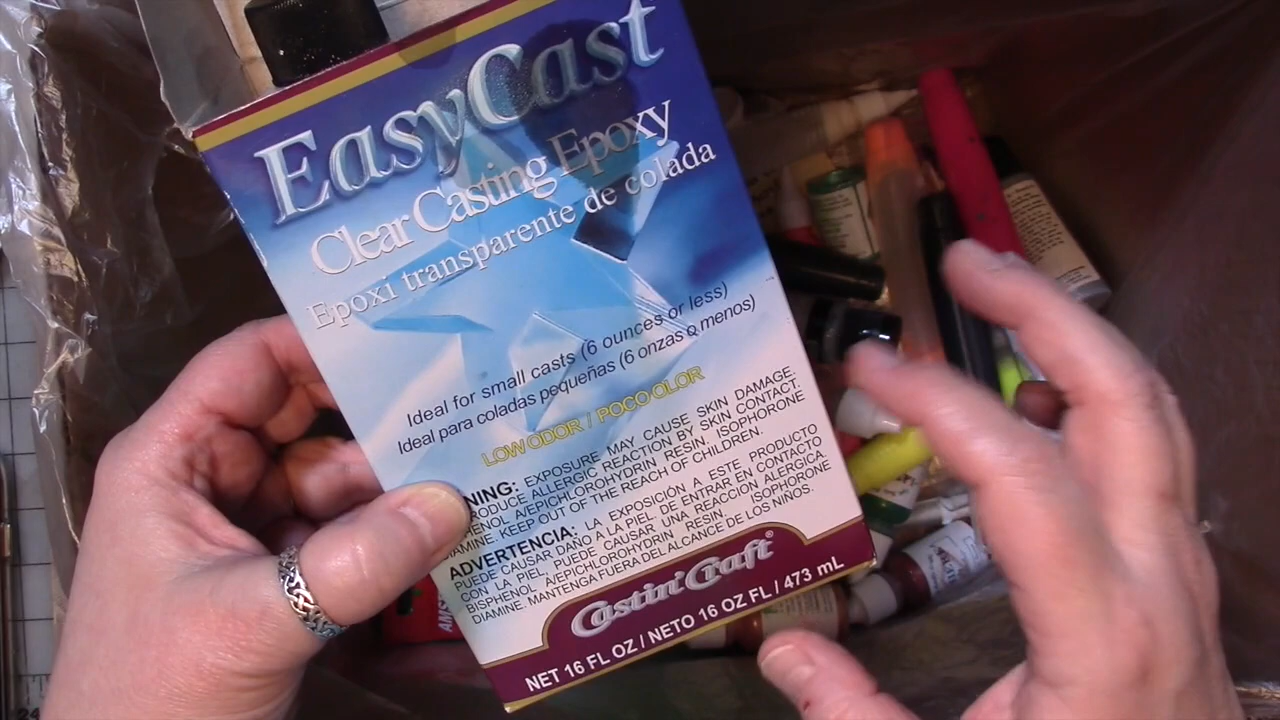 EasyCast
Clear Casting Epoxy
Epoxi transparente de colada
Ideal for small casts (6 ounces or less)
Ideal para coladas pequeñas (6 onzas o menos)
LOW ODOR / POCO OLOR
NING: EXPOSURE MAY CAUSE SKIN DAMAGE.
ODUCE ALLERGIC REACTION BY SKIN CONTACT.
HENOL A/EPICHLOROHYDRIN RESIN, ISOPHORONE
IAMINE. KEEP OUT OF THE REACH OF CHILDREN.
ADVERTENCIA: LA EXPOSICIÓN A ESTE PRODUCTO
PUEDE CAUSAR DAÑO A LA PIEL. DE ENTRAR EN CONTACTO
CON LA PIEL, PUEDE CAUSAR UNA REACCIÓN ALÉRGICA.
BISPHENOL A/EPICHLOROHYDRIN RESIN, ISOPHORONE
DIAMINE. MANTENGA FUERA DEL ALCANCE DE LOS NIÑOS.
Castin'Craft®
NET 16 FL OZ / NETO 16 OZ FL / 473 mL